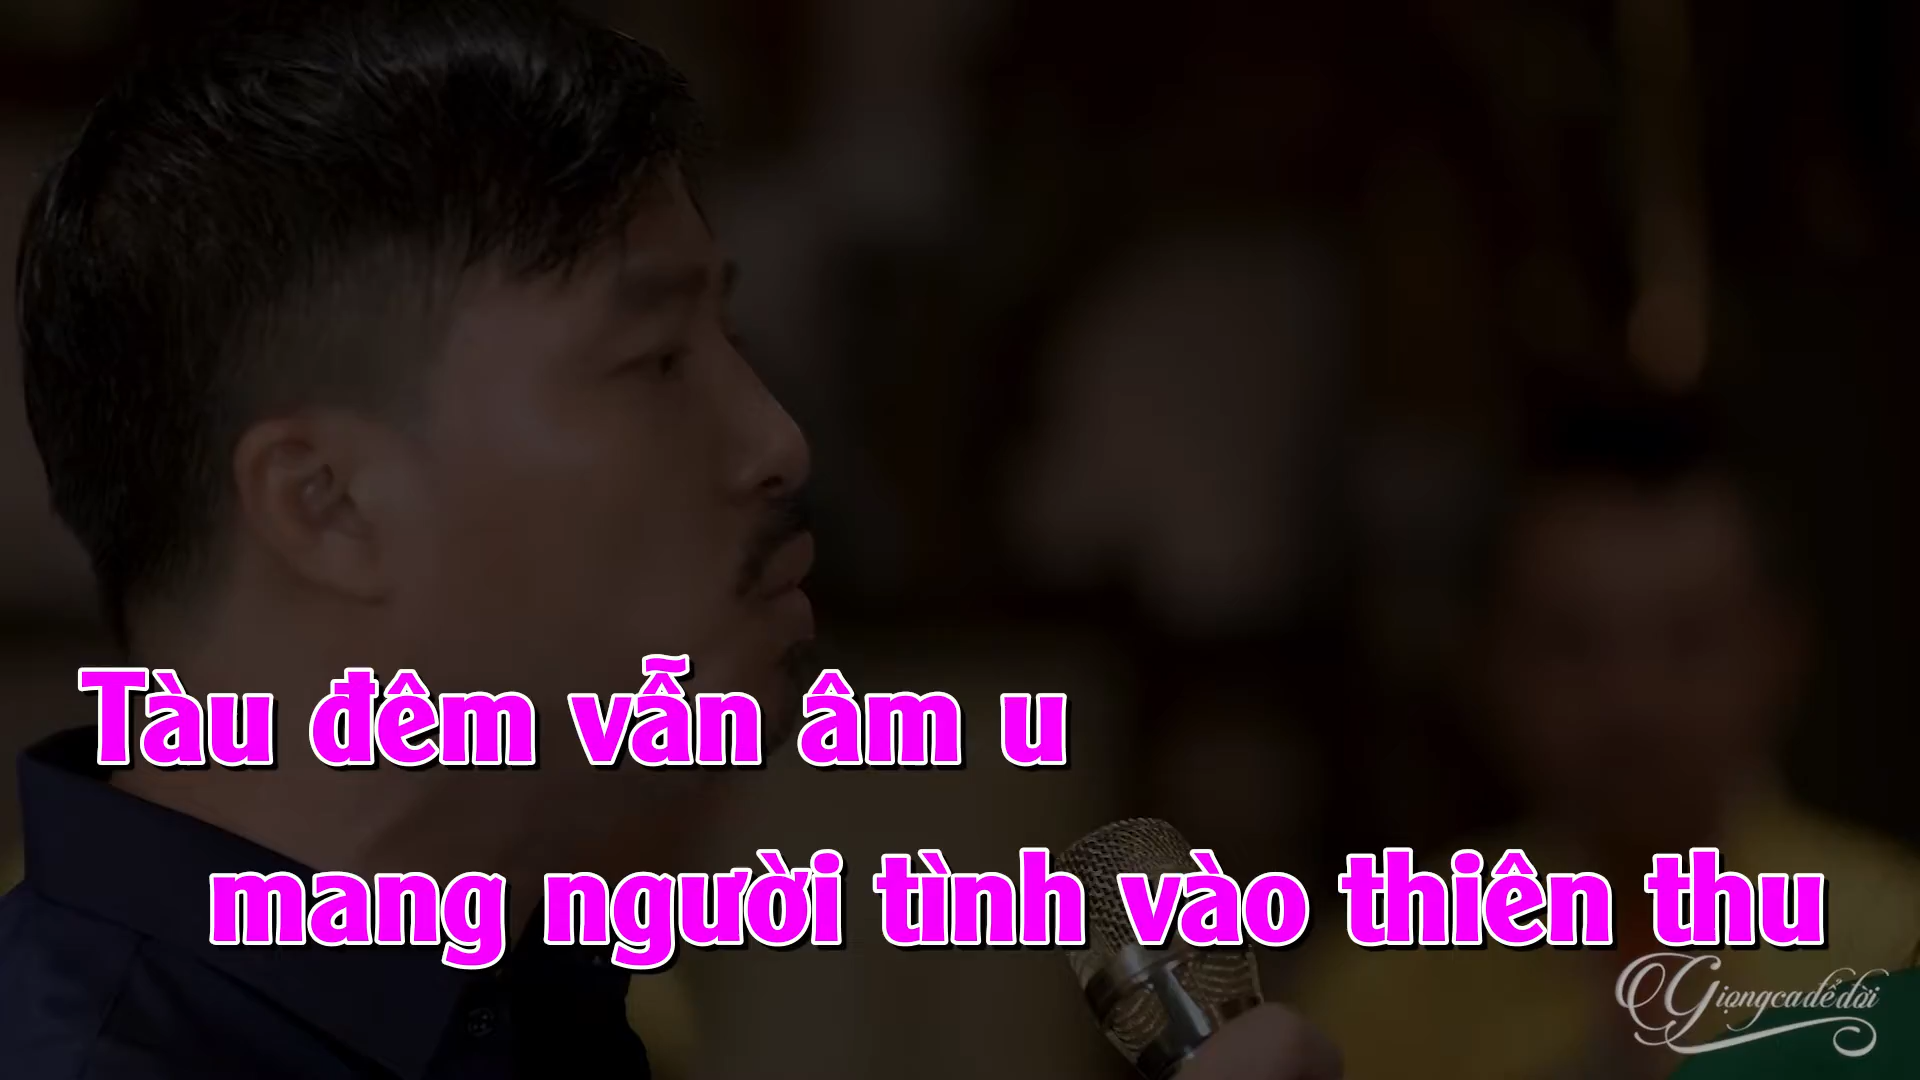 Tàu đêm vẫn âm u
mang người tình vào thiên thu
Giọngcađểđời